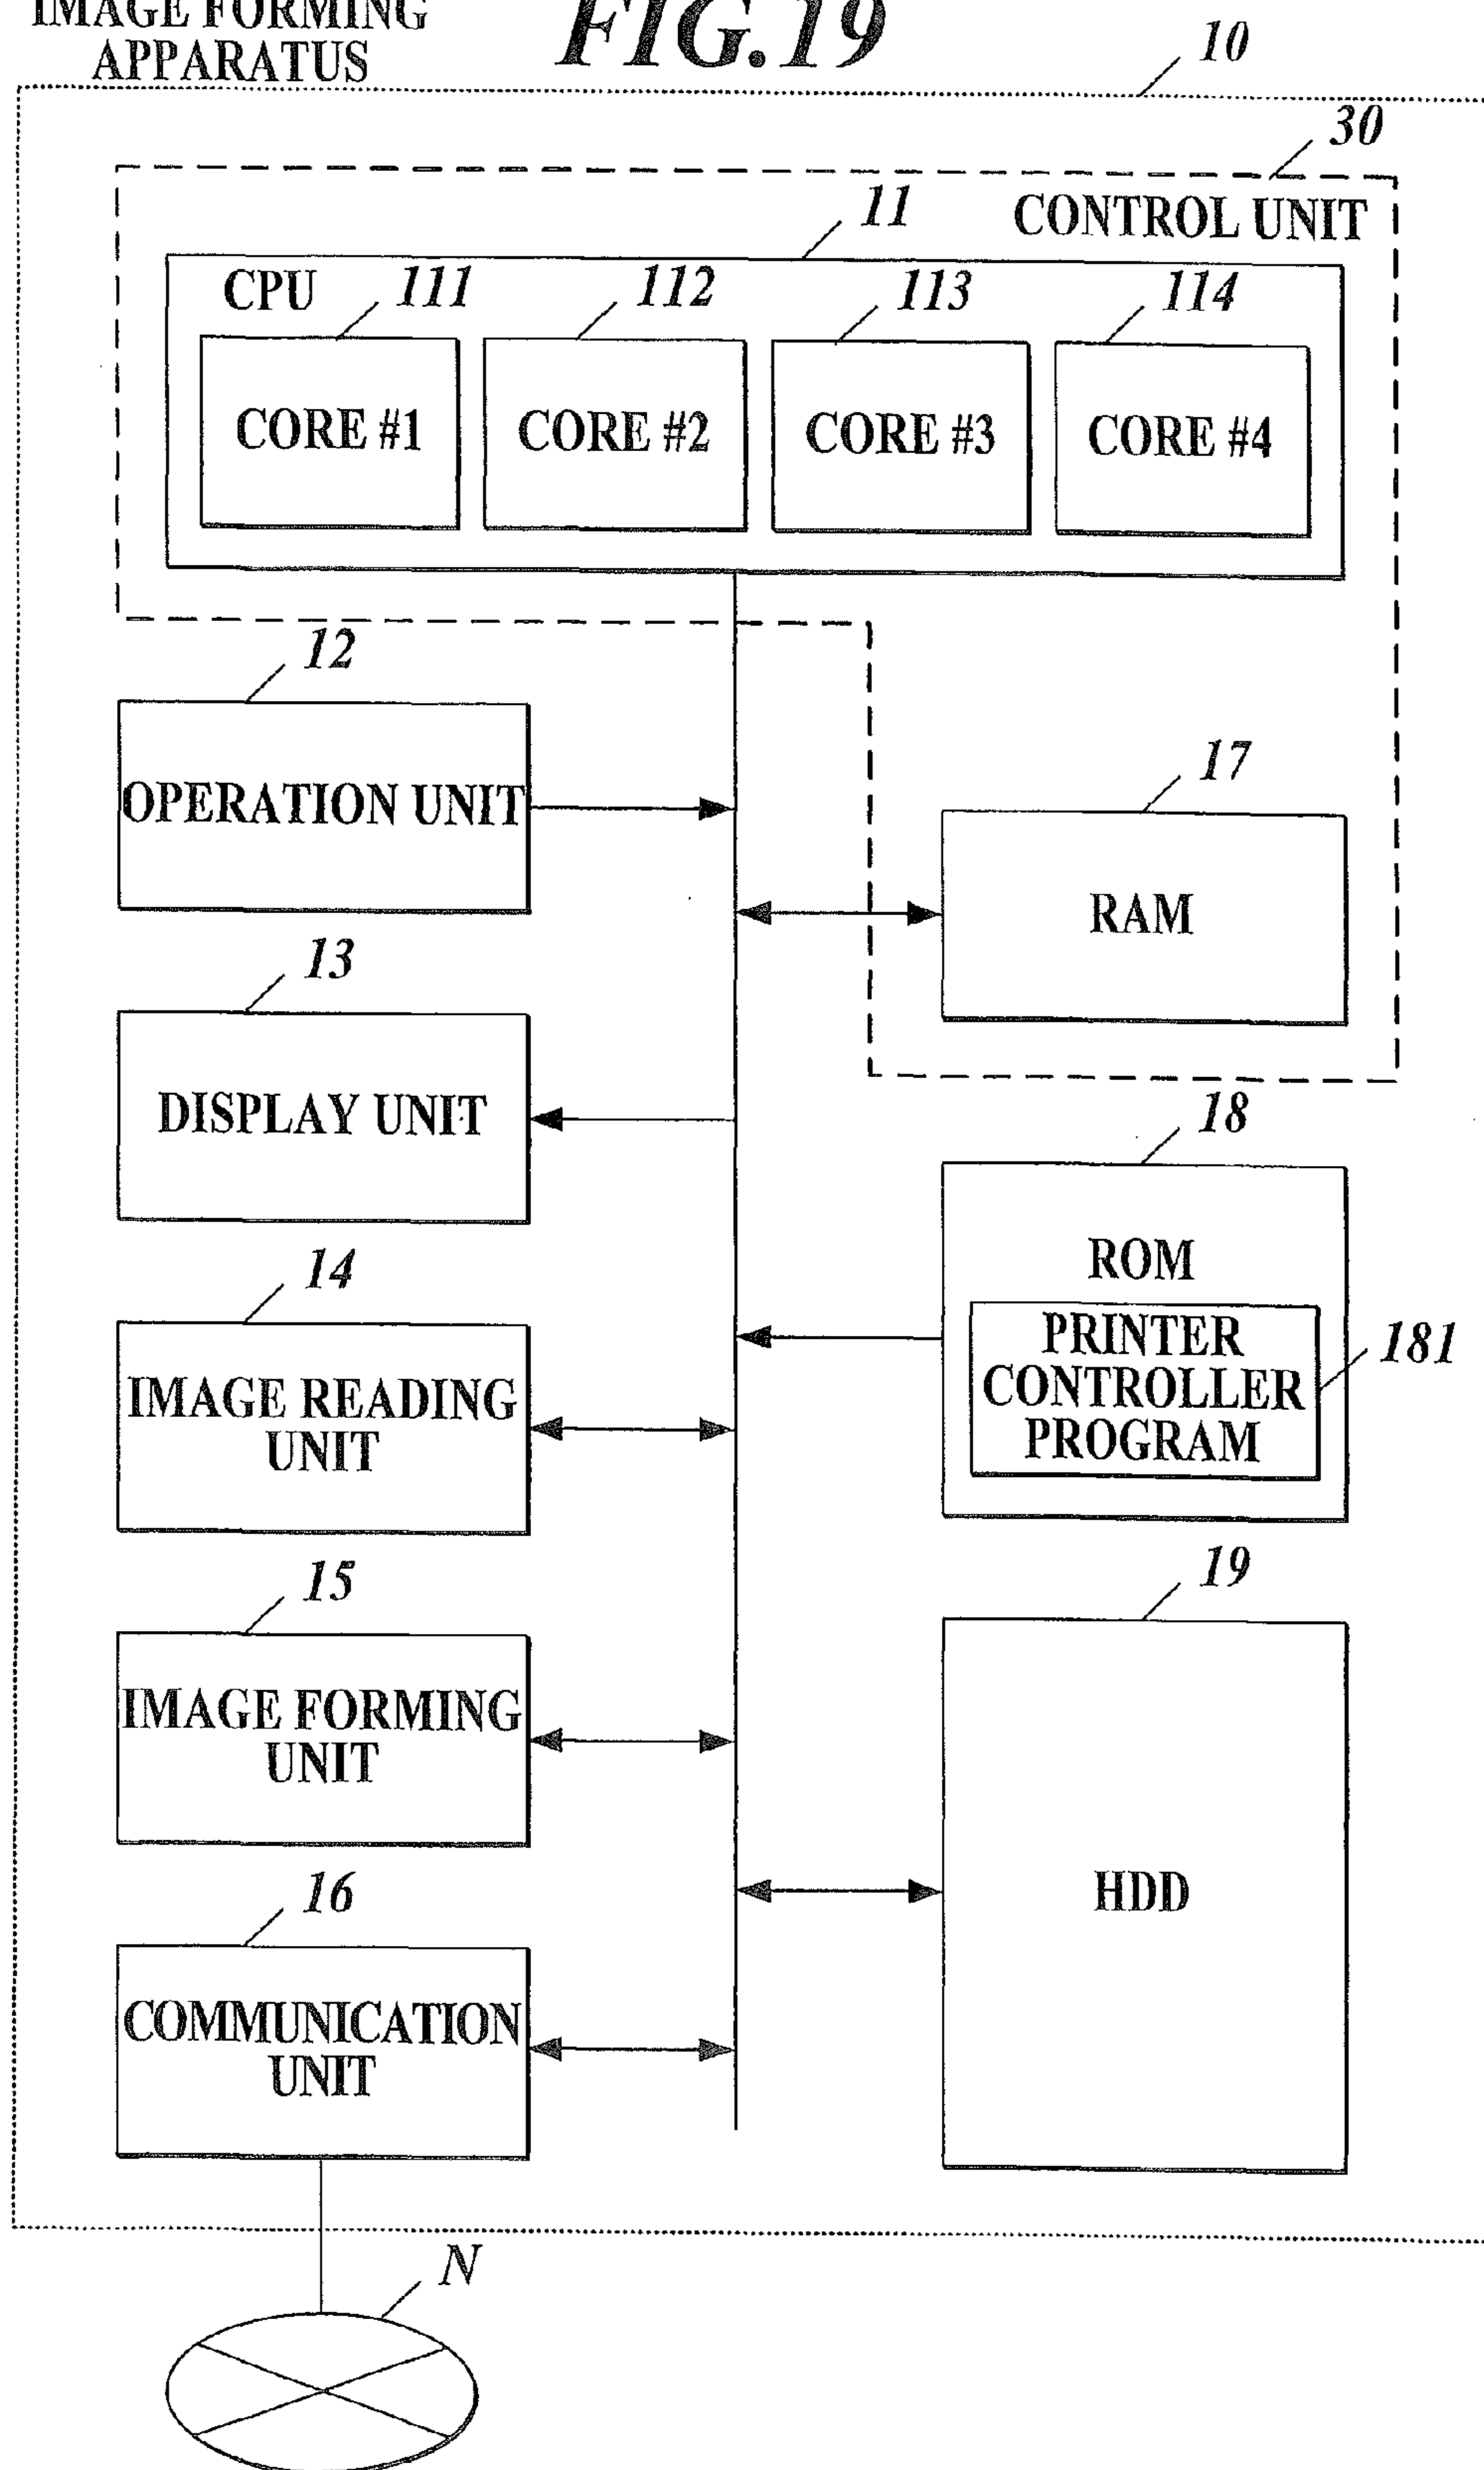 IMAGE FORMING
APPARATUS
FIG.19
10
30
CONTROL UNIT
11
CPU
111
112
113
114
CORE #1
CORE #2
CORE #3
CORE #4
12
OPERATION UNIT
17
RAM
13
DISPLAY UNIT
18
ROM
PRINTER
CONTROLLER
PROGRAM
181
14
IMAGE READING
UNIT
15
IMAGE FORMING
UNIT
19
HDD
16
COMMUNICATION
UNIT
N